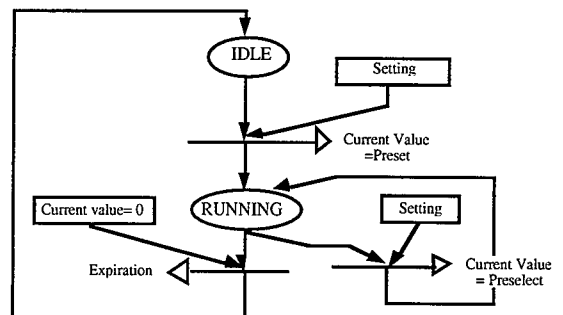 IDLE
Setting
Current Value
=Preset
Current value= 0
RUNNING
Setting
Expiration
Current Value
= Preselect